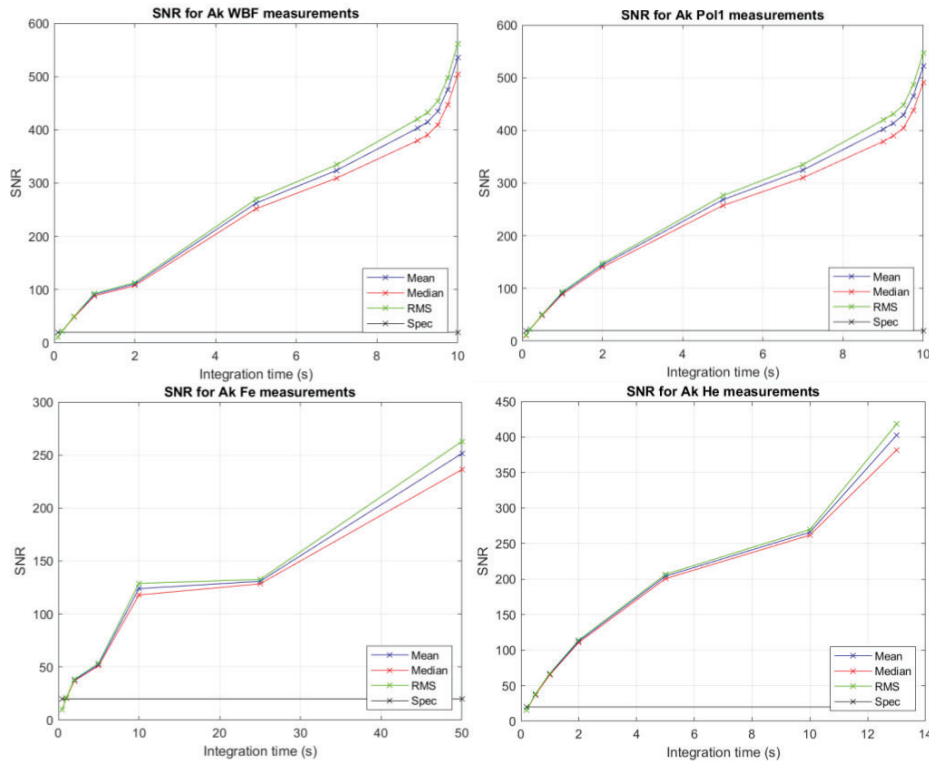 SNR for Ak WBF measurements
600
500
400
300
200
100
0
SNR
0 2 4 6 8 10
Integration time (s)
Mean
Median
RMS
Spec
SNR for Ak Pol1 measurements
600
500
400
300
200
100
0
SNR
0 2 4 6 8 10
Integration time (s)
Mean
Median
RMS
Spec
SNR for Ak Fe measurements
300
250
200
150
100
50
0
SNR
0 5 10 15 20 25 30 35 40 45 50
Integration time (s)
Mean
Median
RMS
Spec
SNR for Ak He measurements
450
400
350
300
250
200
150
100
50
0
SNR
0 2 4 6 8 10 12 14
Integration time (s)
Mean
Median
RMS
Spec